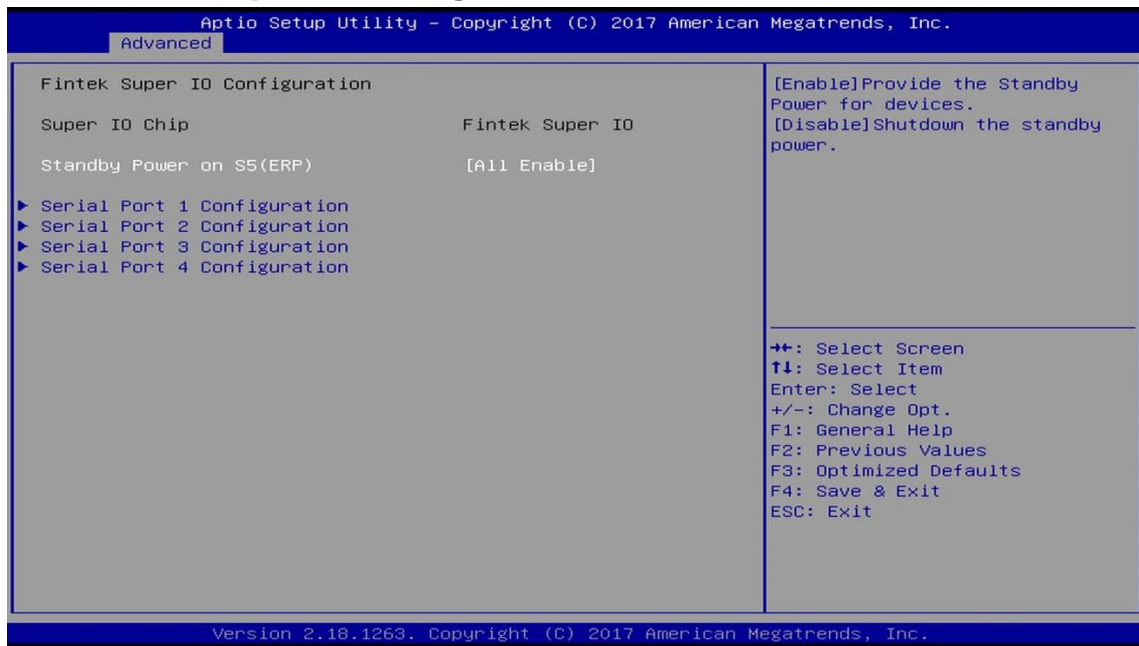 Aptio Setup Utility – Copyright (C) 2017 American Megatrends, Inc.
Advanced
Fintek Super IO Configuration
Super IO Chip Fintek Super IO
Standby Power on S5(ERP) [All Enable]
► Serial Port 1 Configuration
► Serial Port 2 Configuration
► Serial Port 3 Configuration
► Serial Port 4 Configuration
[Enable]Provide the Standby
Power for devices.
[Disable]Shutdown the standby
power.
→←: Select Screen
↑↓: Select Item
Enter: Select
+/-: Change Opt.
F1: General Help
F2: Previous Values
F3: Optimized Defaults
F4: Save & Exit
ESC: Exit
Version 2.18.1263. Copyright (C) 2017 American Megatrends, Inc.